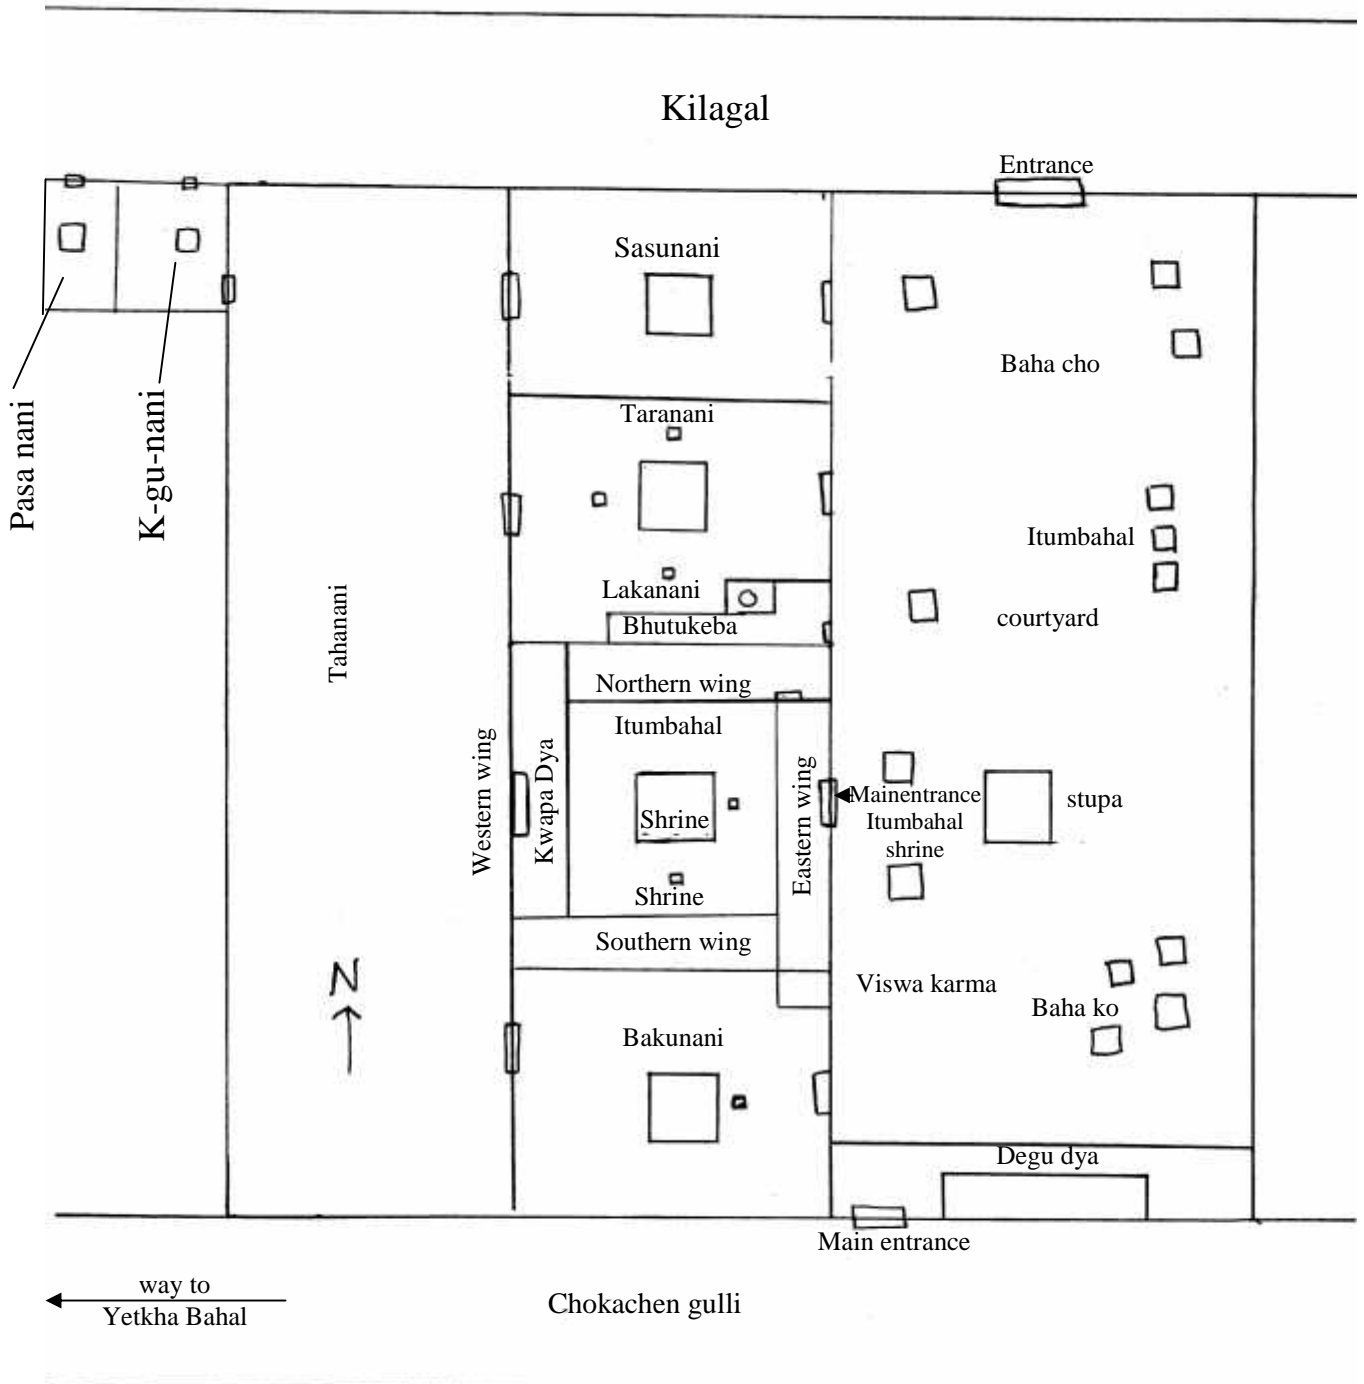 Kilagal
Entrance
Sasunani
Baha cho
Pasa nani
K-gu-nani
Taranani
Itumbahal
Lakanani
Tahanani
Bhutukeba
courtyard
Northern wing
Itumbahal
Western wing
Kwapa Dya
Shrine
Eastern wing
Mainentrance
Itumbahal
shrine
stupa
Shrine
Southern wing
Viswa karma
Baha ko
N
Bakunani
Degu dya
Main entrance
way to
Yetkha Bahal
Chokachen gulli